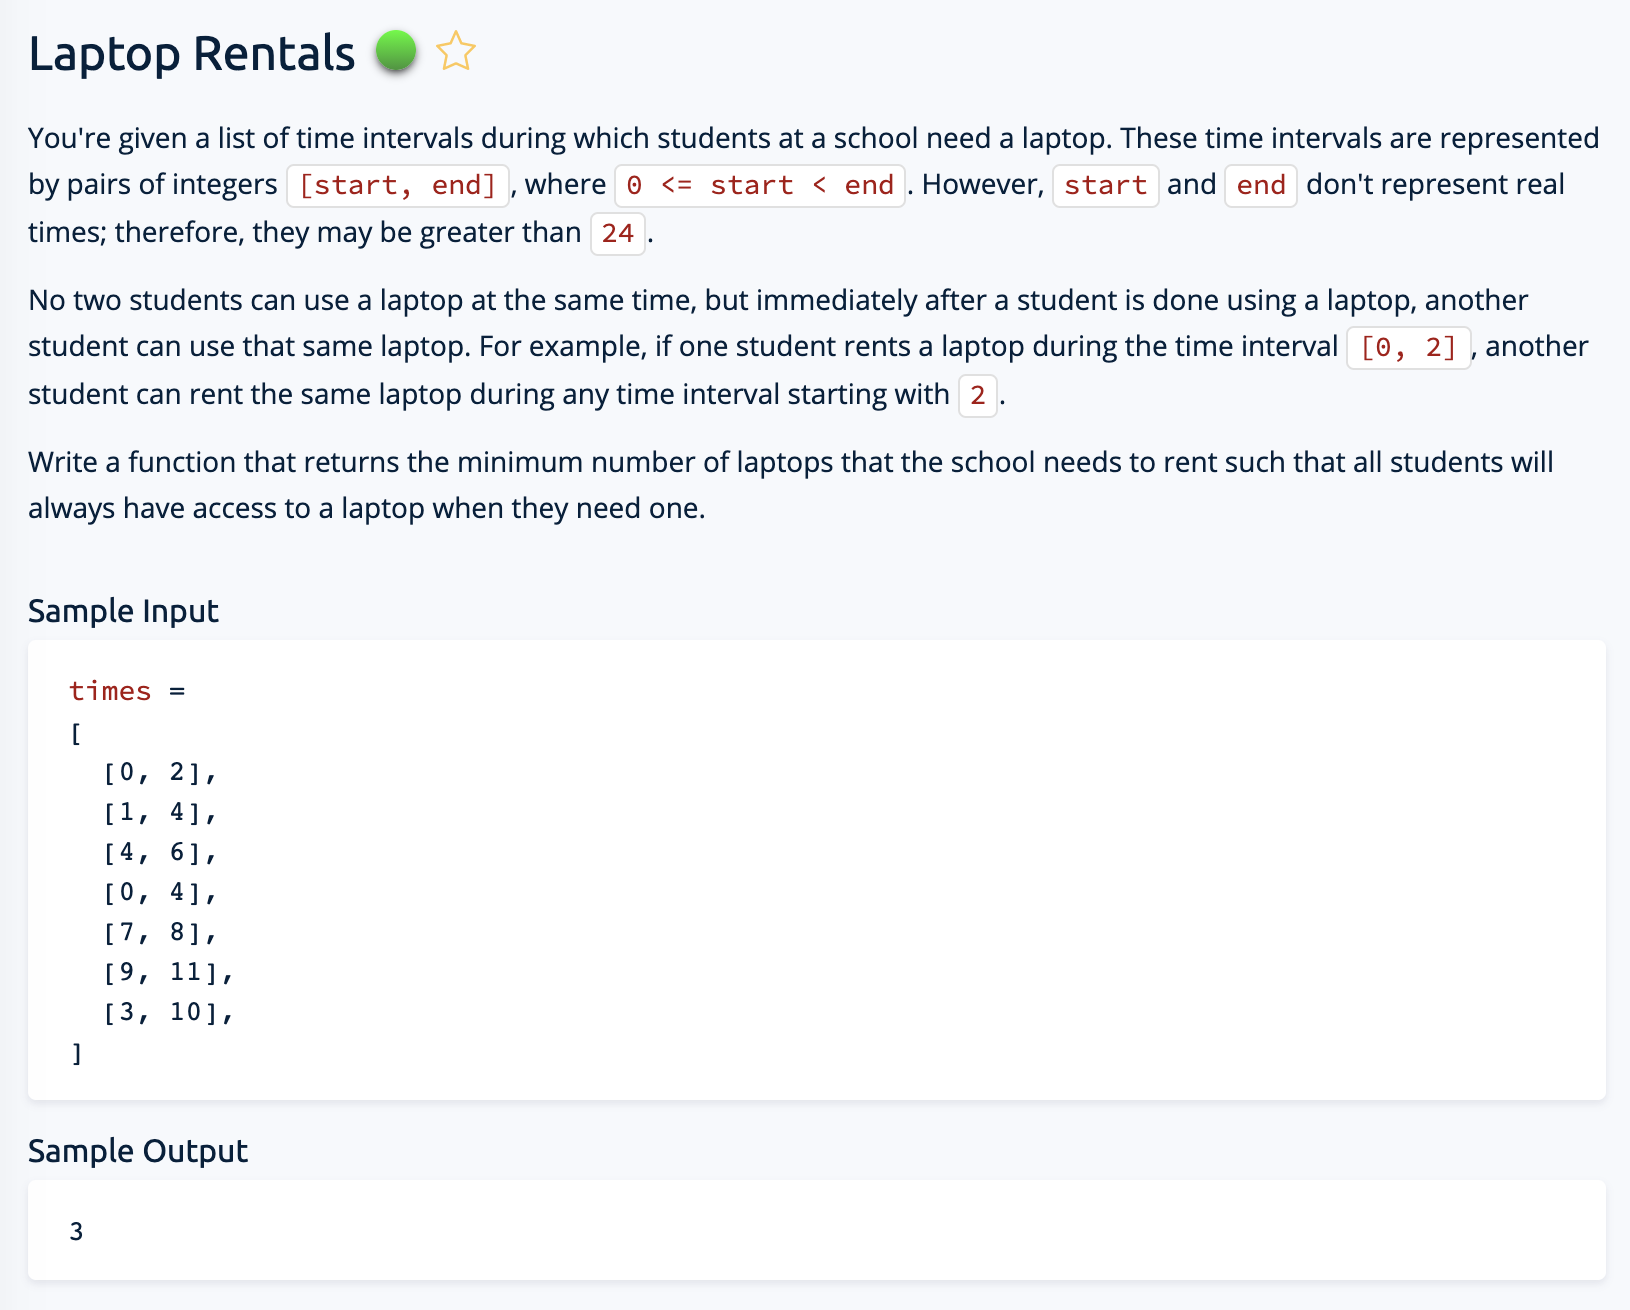 Laptop Rentals
You're given a list of time intervals during which students at a school need a laptop. These time intervals are represented
by pairs of integers [start, end], where 0 <= start < end. However, start and end don't represent real
times; therefore, they may be greater than 24.
No two students can use a laptop at the same time, but immediately after a student is done using a laptop, another
student can use that same laptop. For example, if one student rents a laptop during the time interval [0, 2], another
student can rent the same laptop during any time interval starting with 2.
Write a function that returns the minimum number of laptops that the school needs to rent such that all students will
always have access to a laptop when they need one.
Sample Input
times =
[
  [0, 2],
  [1, 4],
  [4, 6],
  [0, 4],
  [7, 8],
  [9, 11],
  [3, 10],
]
Sample Output
3